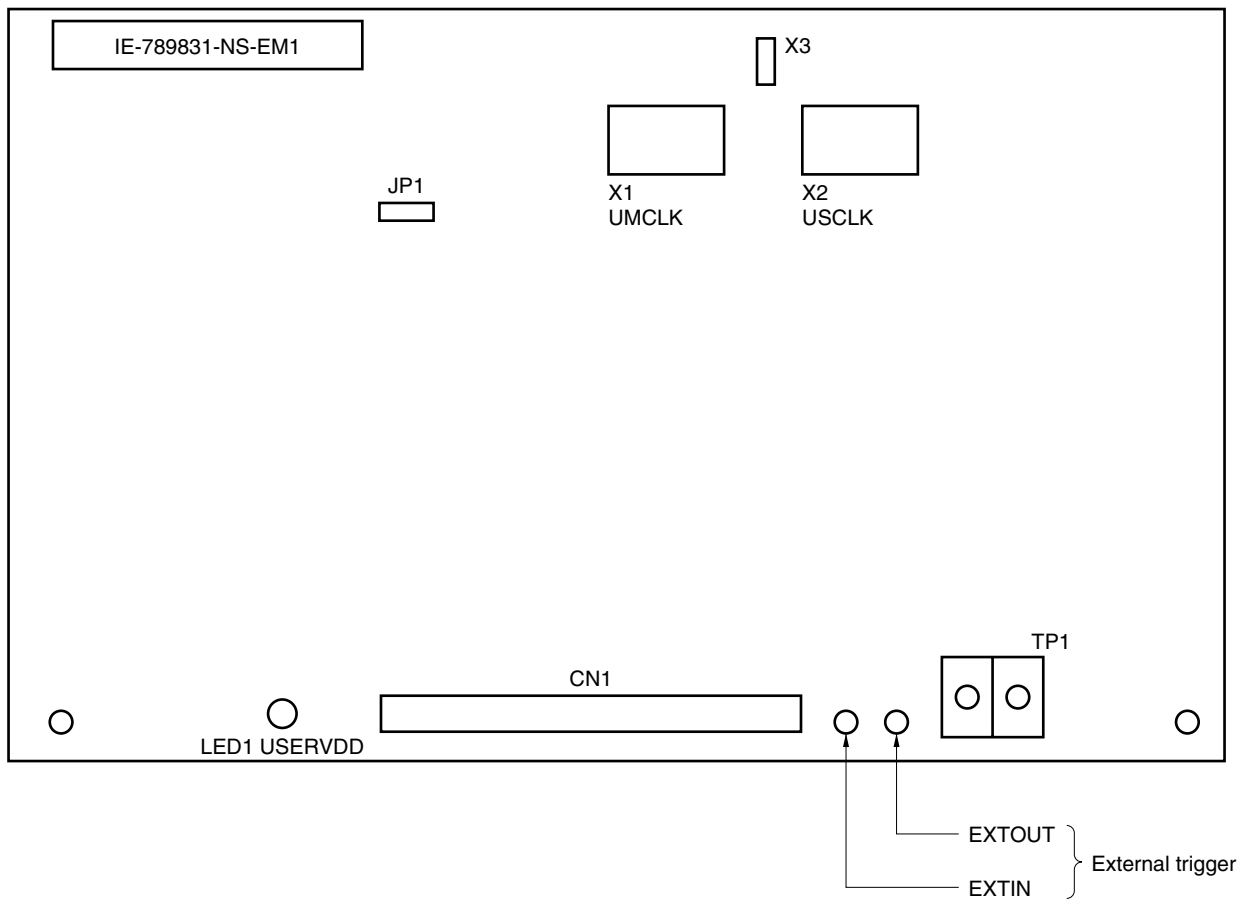 IE-789831-NS-EM1
X3
JP1
X1
UMCLK
X2
USCLK
TP1
CN1
LED1 USERVDD
EXTOUT
External trigger
EXTIN